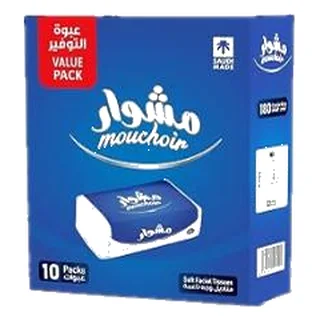 عبوة
التوفير
VALUE
PACK
SAUDI
MADE
مشوار
mouchoir
180
مشوار
10 Packs
عبوات
Soft Facial Tissues
مناديل وجه ناعمة